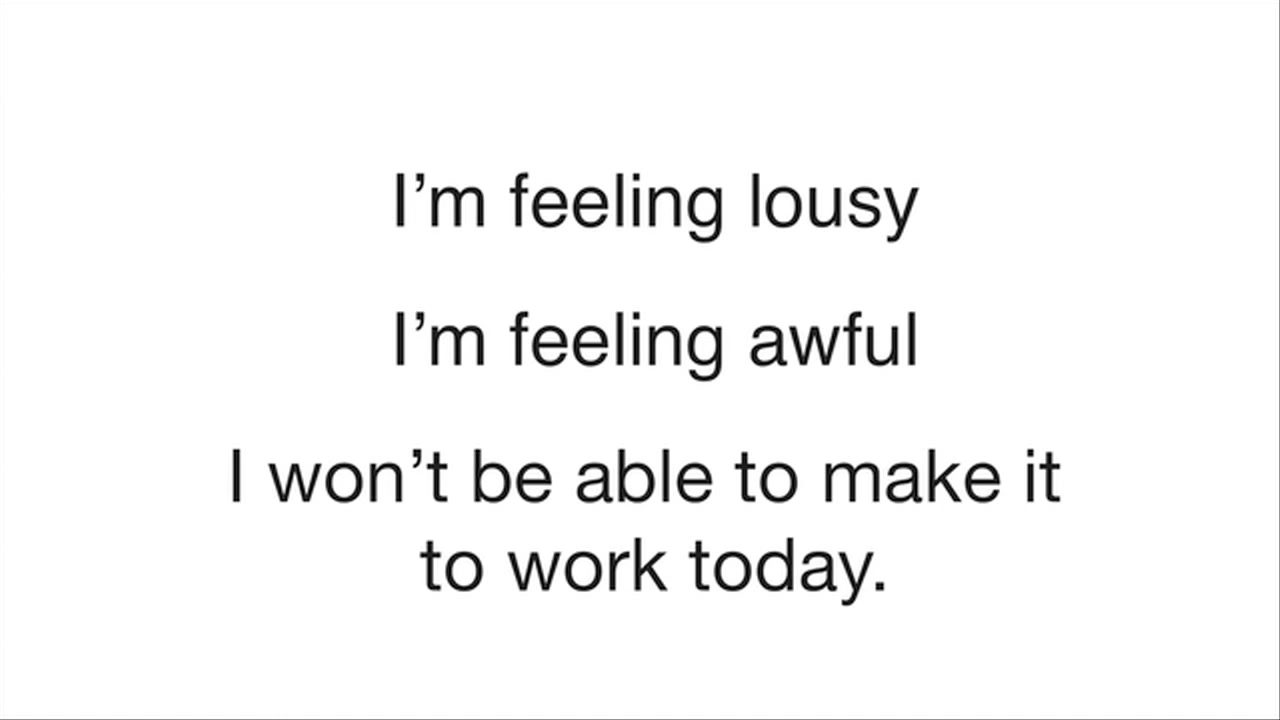 I’m feeling lousy
I’m feeling awful
I won’t be able to make it
to work today.